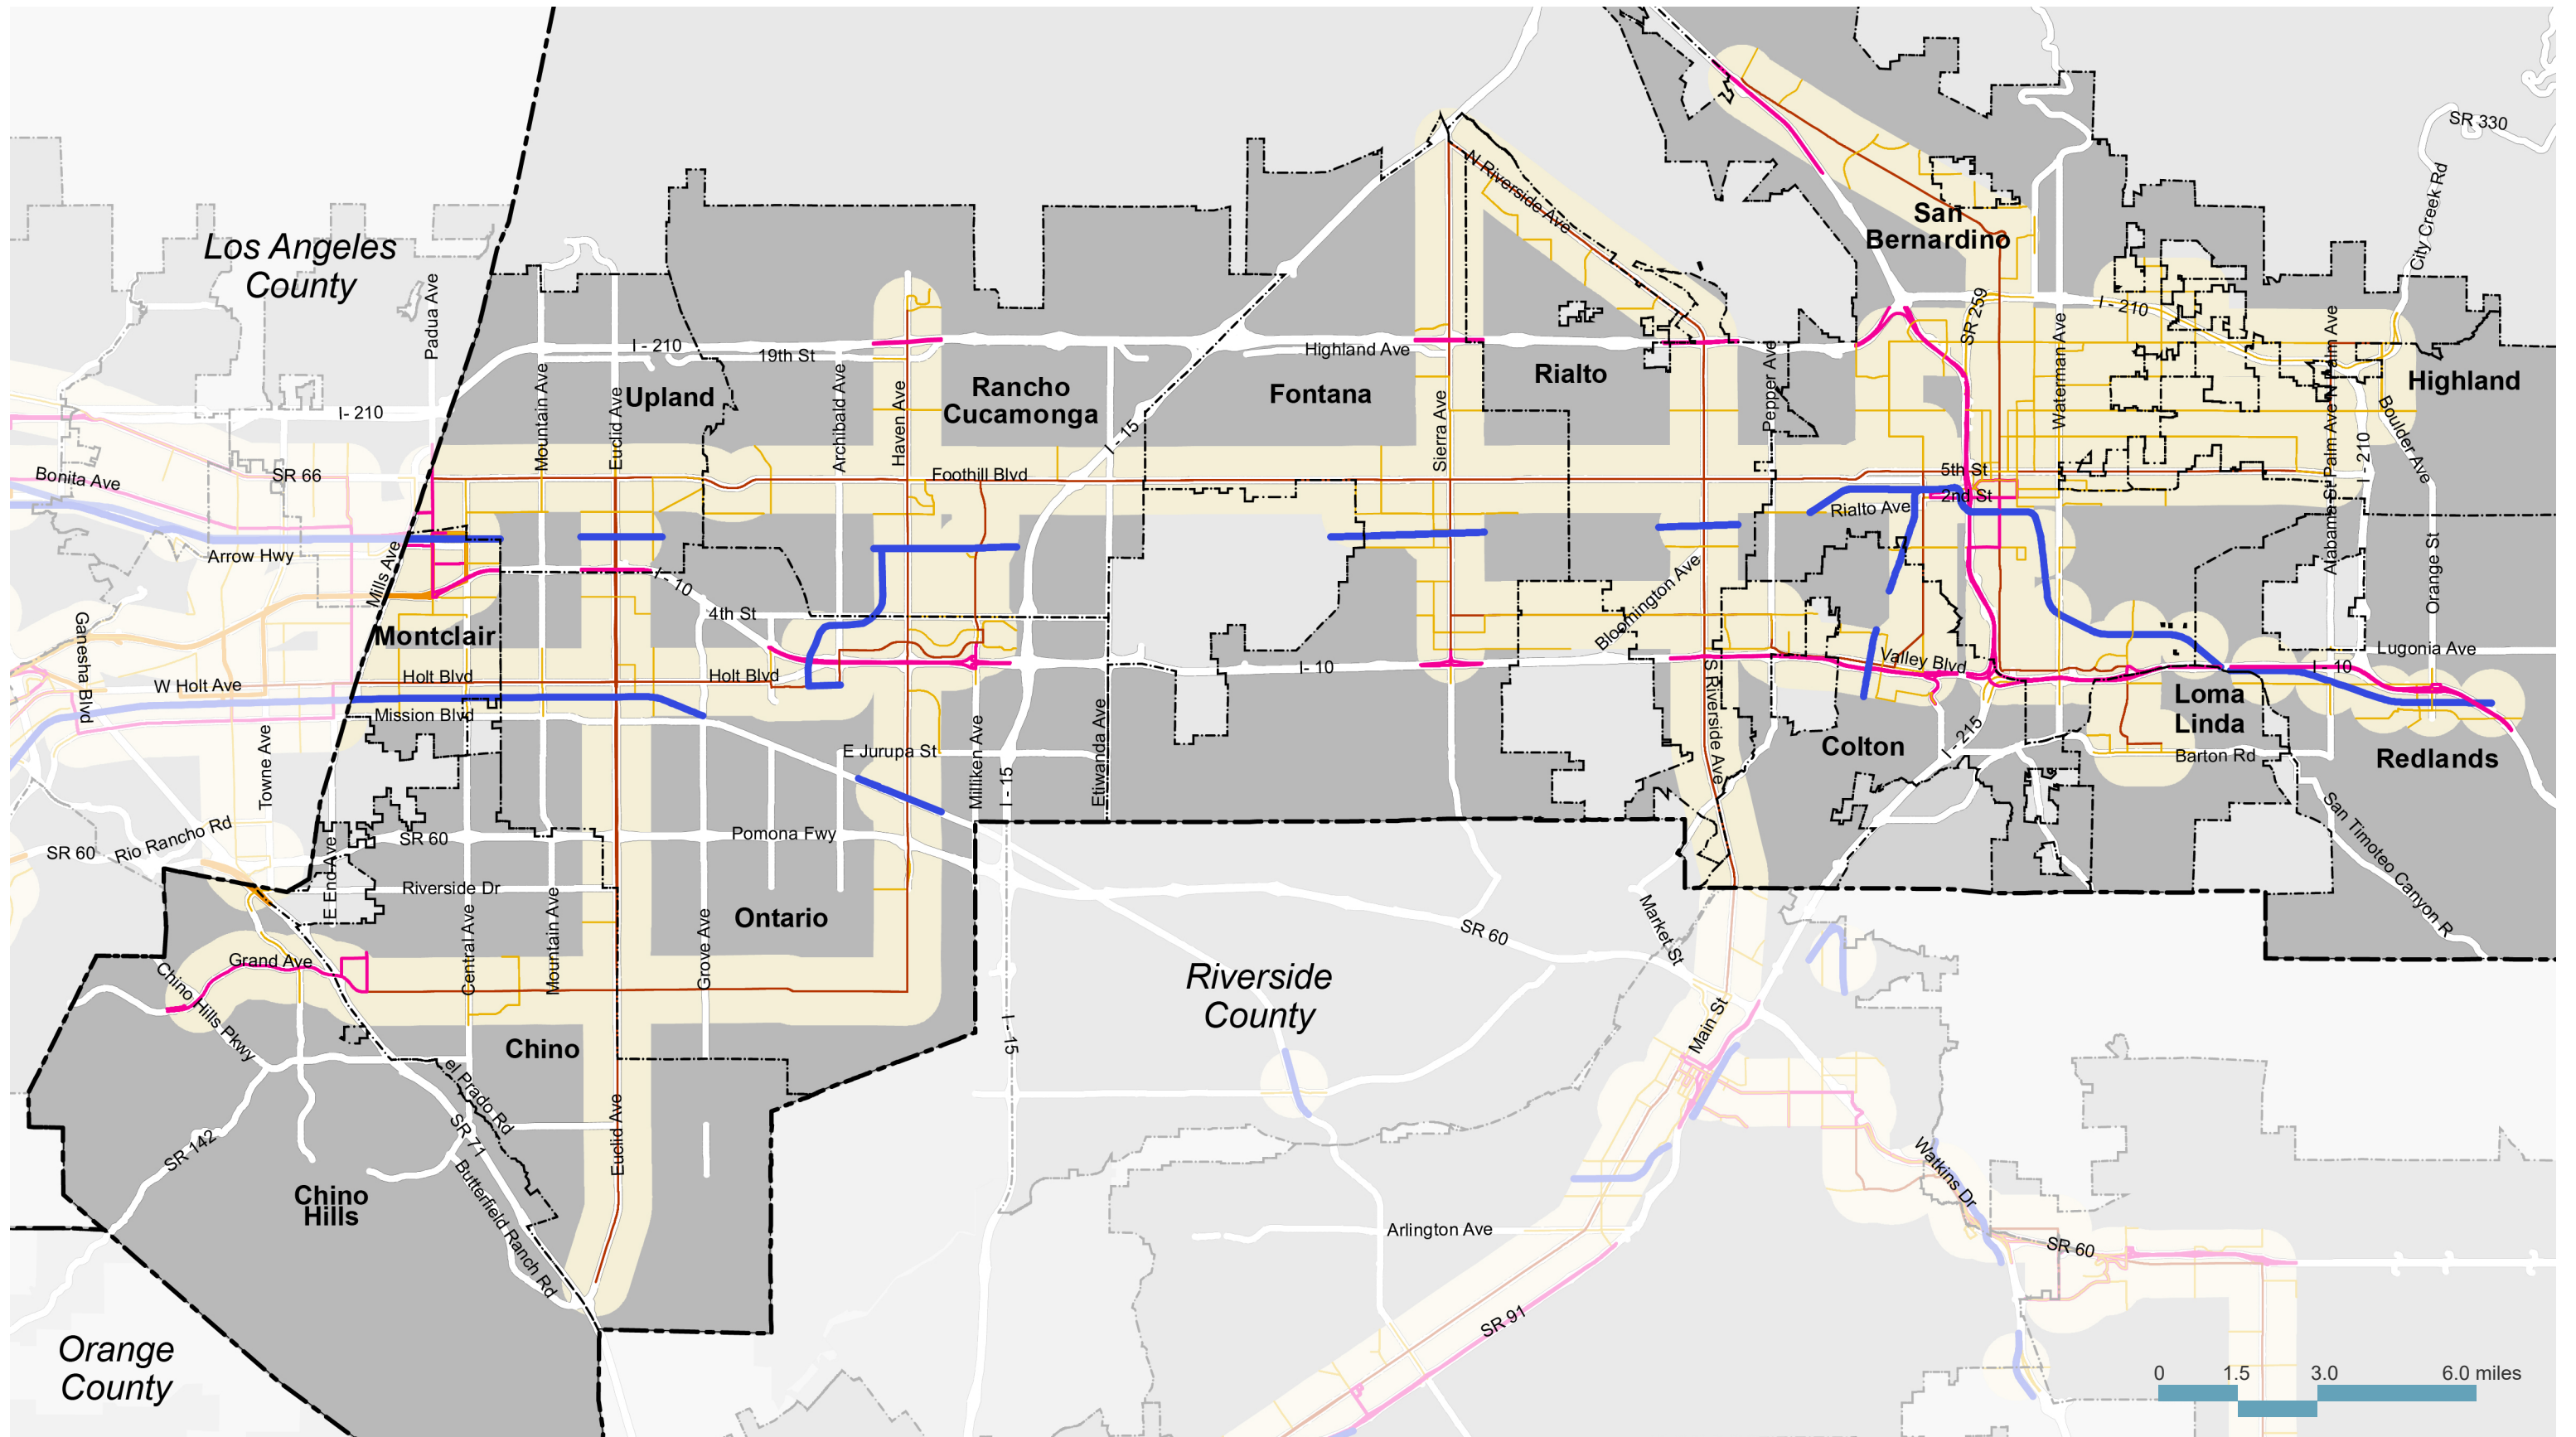 SR 330
City Creek Rd
N Riverside Ave
San
Bernardino
Los Angeles
County
Padua Ave
I - 210
19th St
Highland Ave
SR 259
I - 210
Waterman Ave
N Palm Ave
Pepper Ave
Upland
Rancho
Cucamonga
Fontana
Rialto
Highland
I- 210
Mountain Ave
Euclid Ave
Archibald Ave
Haven Ave
I - 15
Sierra Ave
Palm Ave
I - 210
Boulder Ave
Bonita Ave
SR 66
Foothill Blvd
5th St
2nd St
Rialto Ave
Arrow Hwy
Mills Ave
I - 10
4th St
Bloomington Ave
Alabama St
Orange St
Ganesha Blvd
Montclair
W Holt Ave
Holt Blvd
Holt Blvd
I - 10
S Riverside Ave
Valley Blvd
I - 10
Lugonia Ave
Loma
Linda
Mission Blvd
Towne Ave
E Jurupa St
Milliken Ave
I - 15
Etiwanda Ave
Colton
I - 215
Barton Rd
Redlands
San Timoteo Canyon R
SR 60
Rio Rancho Rd
E End Ave
SR 60
Pomona Fwy
Riverside Dr
Central Ave
Mountain Ave
Grove Ave
Ontario
Market St
SR 60
Grand Ave
Chino Hills Pkwy
Riverside
County
Main St
I - 15
Chino
el Prado Rd
SR 71
Euclid Ave
SR 142
Butterfield Ranch Rd
Chino
Hills
Watkins Dr
Arlington Ave
SR 60
SR 91
Orange
County
0 1.5 3.0 6.0 miles